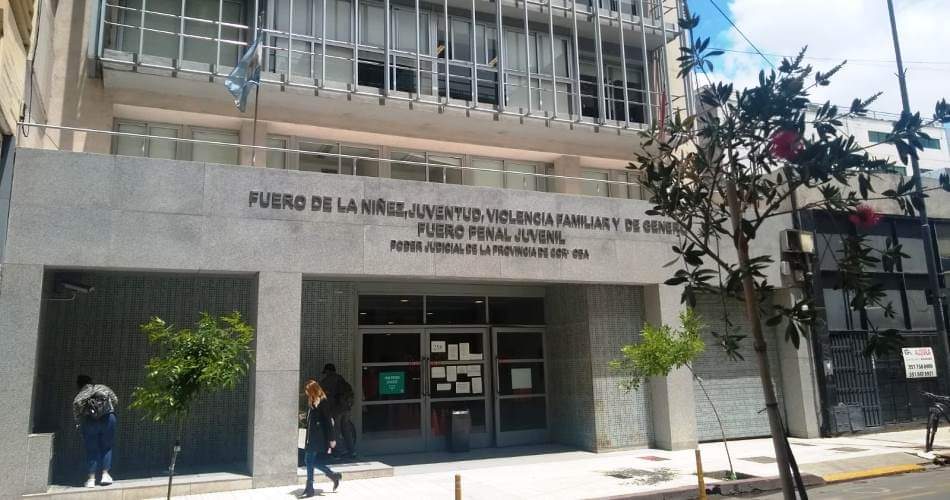 FUERO DE LA NIÑEZ, JUVENTUD, VIOLENCIA FAMILIAR Y DE GENER
FUERO PENAL JUVENIL
PODER JUDICIAL DE LA PROVINCIA DE COR BA